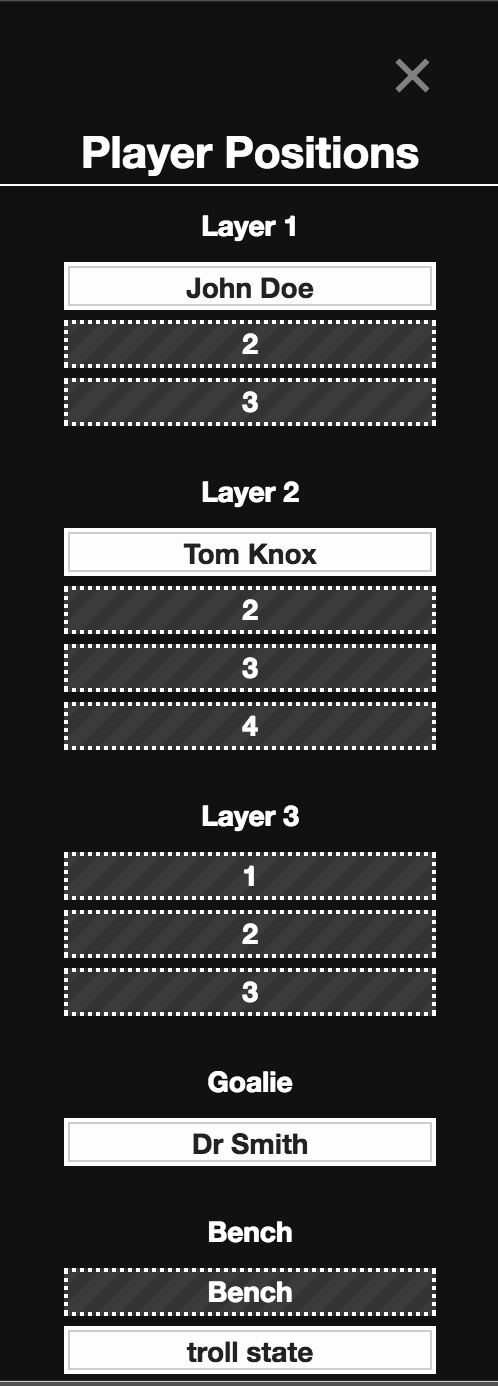 Player Positions
Layer 1
John Doe
2
3
Layer 2
Tom Knox
2
3
4
Layer 3
1
2
3
Goalie
Dr Smith
Bench
Bench
troll state